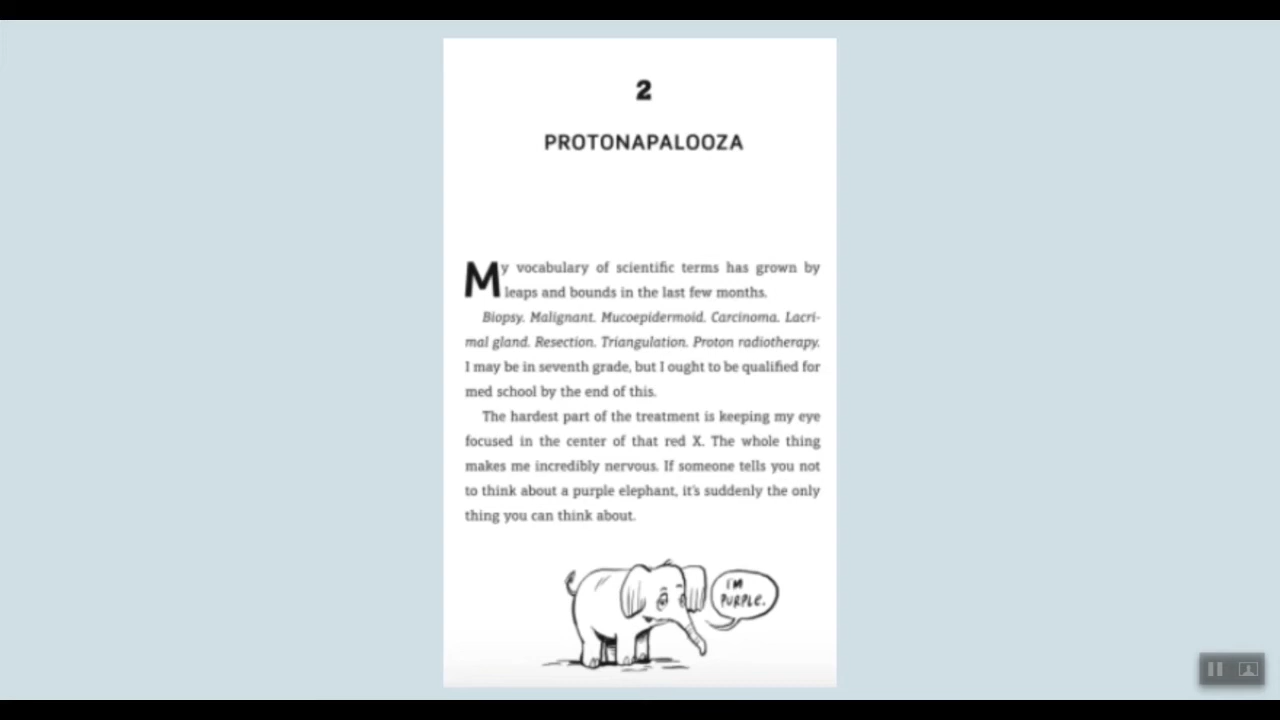 2
PROTONAPALOOZA
My vocabulary of scientific terms has grown by
leaps and bounds in the last few months.
Biopsy. Malignant. Mucoepidermoid. Carcinoma. Lacri-
mal gland. Resection. Triangulation. Proton radiotherapy.
I may be in seventh grade, but I ought to be qualified for
med school by the end of this.
The hardest part of the treatment is keeping my eye
focused in the center of that red X. The whole thing
makes me incredibly nervous. If someone tells you not
to think about a purple elephant, it's suddenly the only
thing you can think about.
I'M
PURPLE.